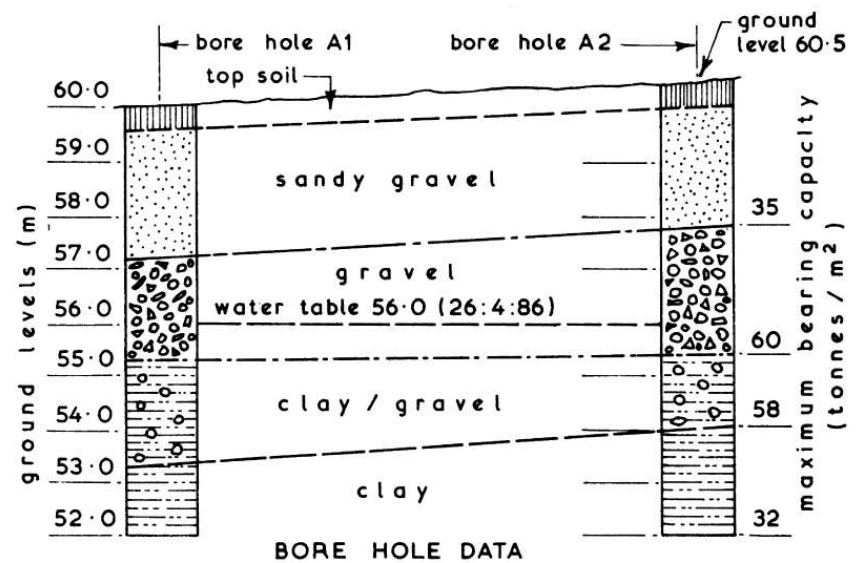 bore hole A1
bore hole A2
ground
level 60·5
top soil
60·0
59·0
58·0
57·0
56·0
55·0
54·0
53·0
52·0
ground levels (m)
sandy gravel
gravel
water table 56·0 (26:4:86)
clay / gravel
clay
35
60
58
32
maximum bearing capacity
(tonnes/m²)
BORE HOLE DATA